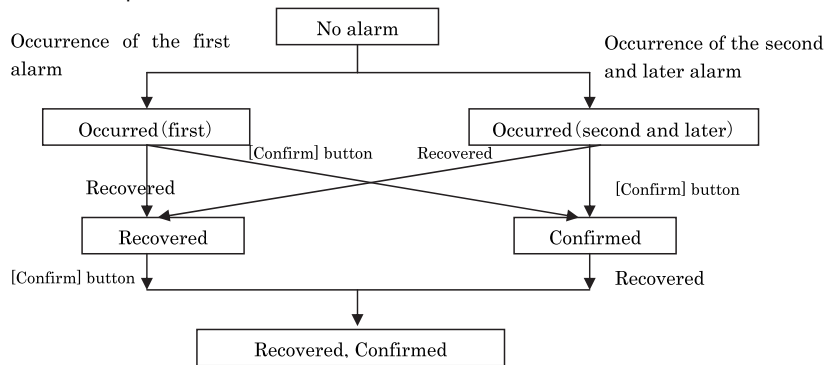 No alarm
Occurrence of the first
alarm
Occurrence of the second
and later alarm
Occurred(first)
Occurred(second and later)
[Confirm] button
Recovered
Recovered
[Confirm] button
Recovered
Confirmed
[Confirm] button
Recovered
Recovered, Confirmed